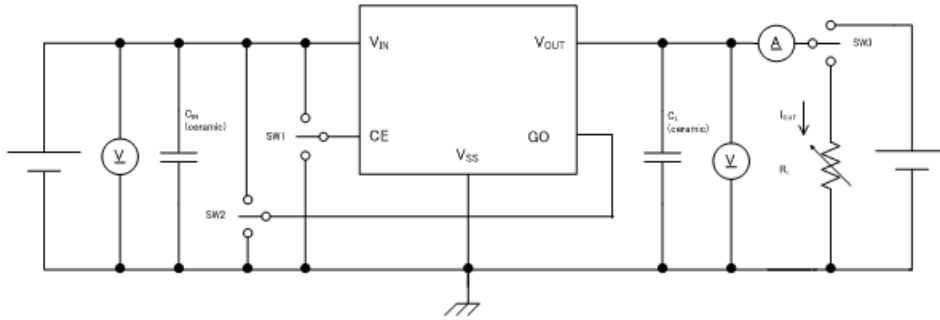 VIN
VOUT
A
SW3
CIN
(ceramic)
SW1
CE
GO
CL
(ceramic)
IOUT
V
VSS
V
RL
SW2